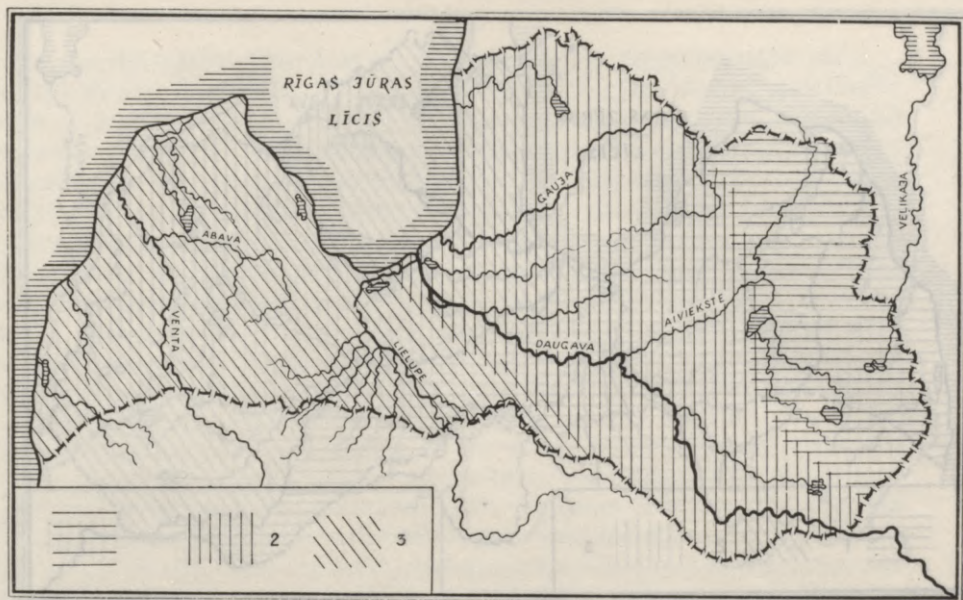 RĪGAS JŪRAS
LĪCIS
GAUJA
VELIKAJA
ABAVA
VENTA
LIELUPE
DAUGAVA
AIVIEKSTE
2
3